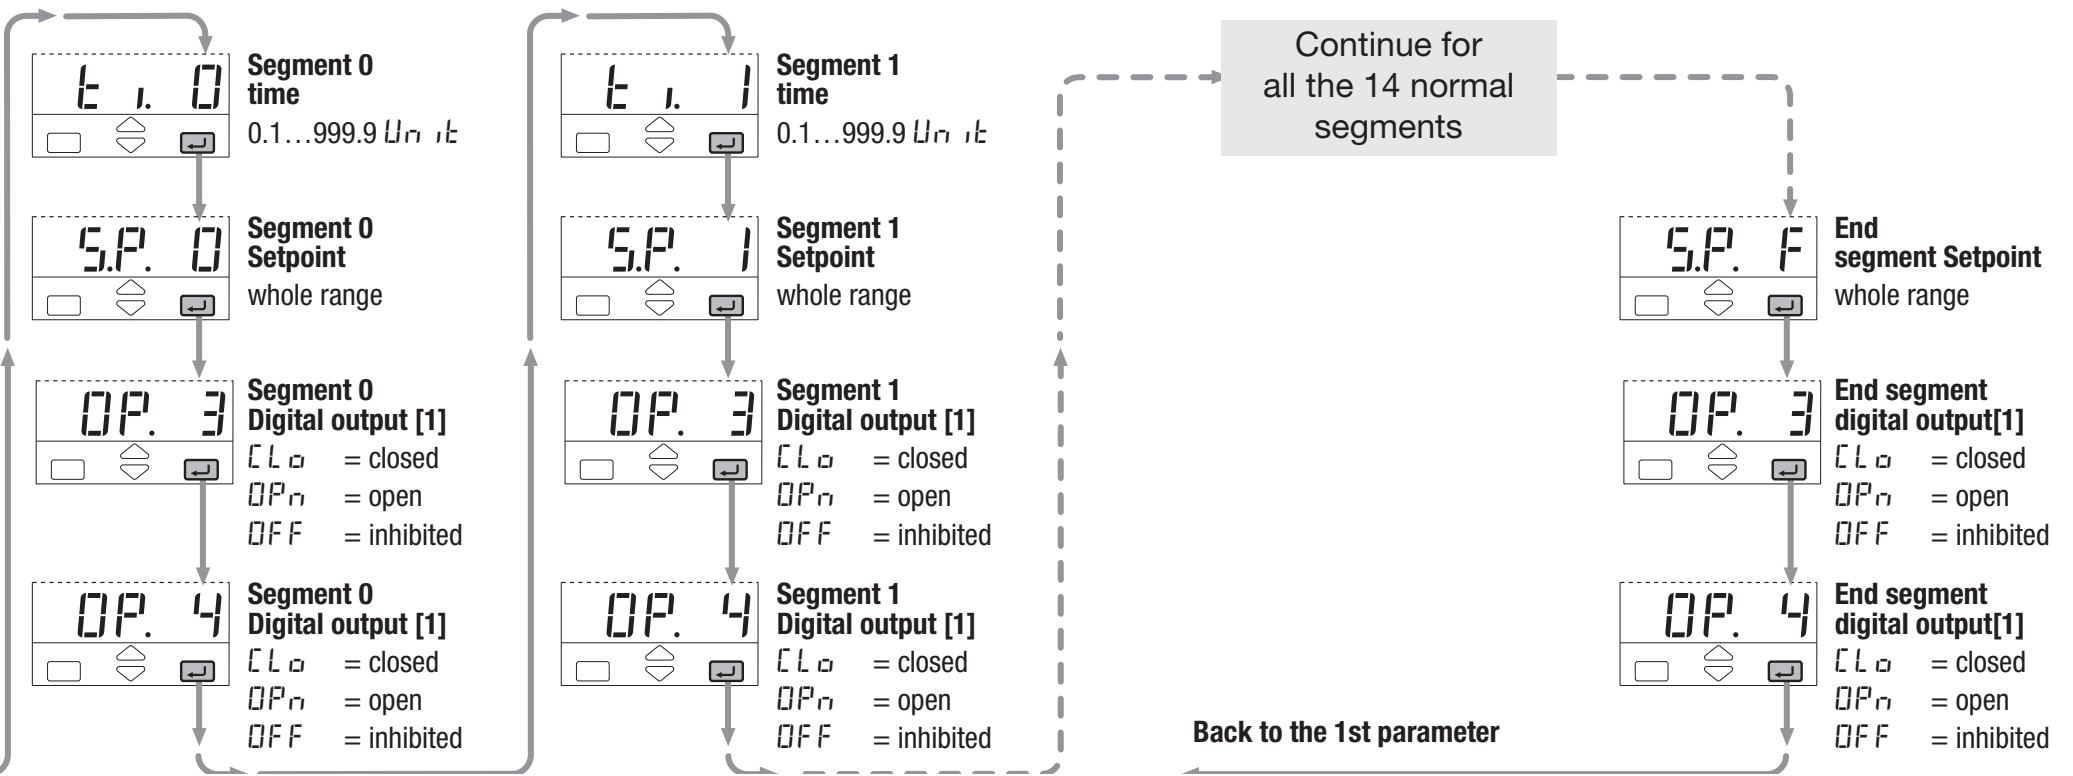 t i. 0
Segment 0
time
0.1…999.9 Unit
S.P. 0
Segment 0
Setpoint
whole range
OP. 3
Segment 0
Digital output [1]
CLo = closed
OPn = open
OFF = inhibited
OP. 4
Segment 0
Digital output [1]
CLo = closed
OPn = open
OFF = inhibited
t i. 1
Segment 1
time
0.1…999.9 Unit
S.P. 1
Segment 1
Setpoint
whole range
OP. 3
Segment 1
Digital output [1]
CLo = closed
OPn = open
OFF = inhibited
OP. 4
Segment 1
Digital output [1]
CLo = closed
OPn = open
OFF = inhibited
Continue for
all the 14 normal
segments
S.P. F
End
segment Setpoint
whole range
OP. 3
End segment
digital output[1]
CLo = closed
OPn = open
OFF = inhibited
OP. 4
End segment
digital output[1]
CLo = closed
OPn = open
OFF = inhibited
Back to the 1st parameter